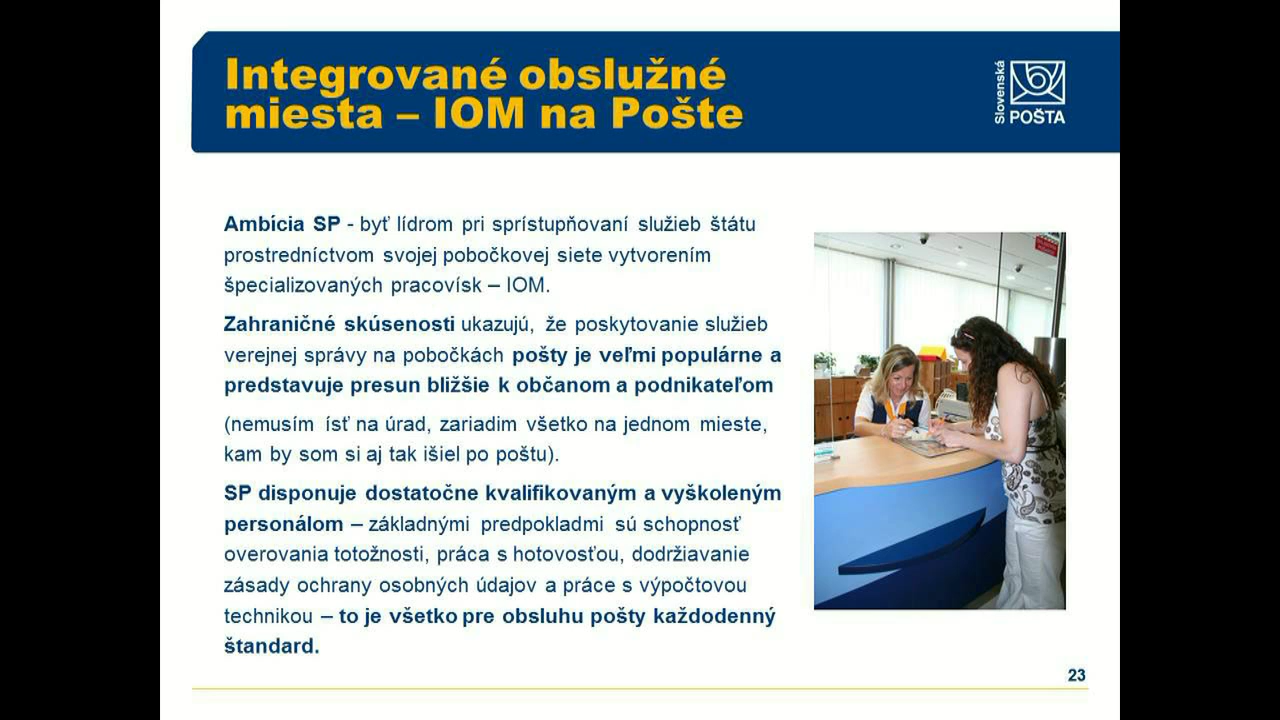 Integrované obslužné
miesta – IOM na Pošte
Slovenská
POŠTA
Ambícia SP - byť lídrom pri sprístupňovaní služieb štátu
prostredníctvom svojej pobočkovej siete vytvorením
špecializovaných pracovísk – IOM.
Zahraničné skúsenosti ukazujú, že poskytovanie služieb
verejnej správy na pobočkách pošty je veľmi populárne a
predstavuje presun bližšie k občanom a podnikateľom
(nemusím ísť na úrad, zariadim všetko na jednom mieste,
kam by som si aj tak išiel po poštu).
SP disponuje dostatočne kvalifikovaným a vyškoleným
personálom – základnými predpokladmi sú schopnosť
overovania totožnosti, práca s hotovosťou, dodržiavanie
zásady ochrany osobných údajov a práce s výpočtovou
technikou – to je všetko pre obsluhu pošty každodenný
štandard.
23